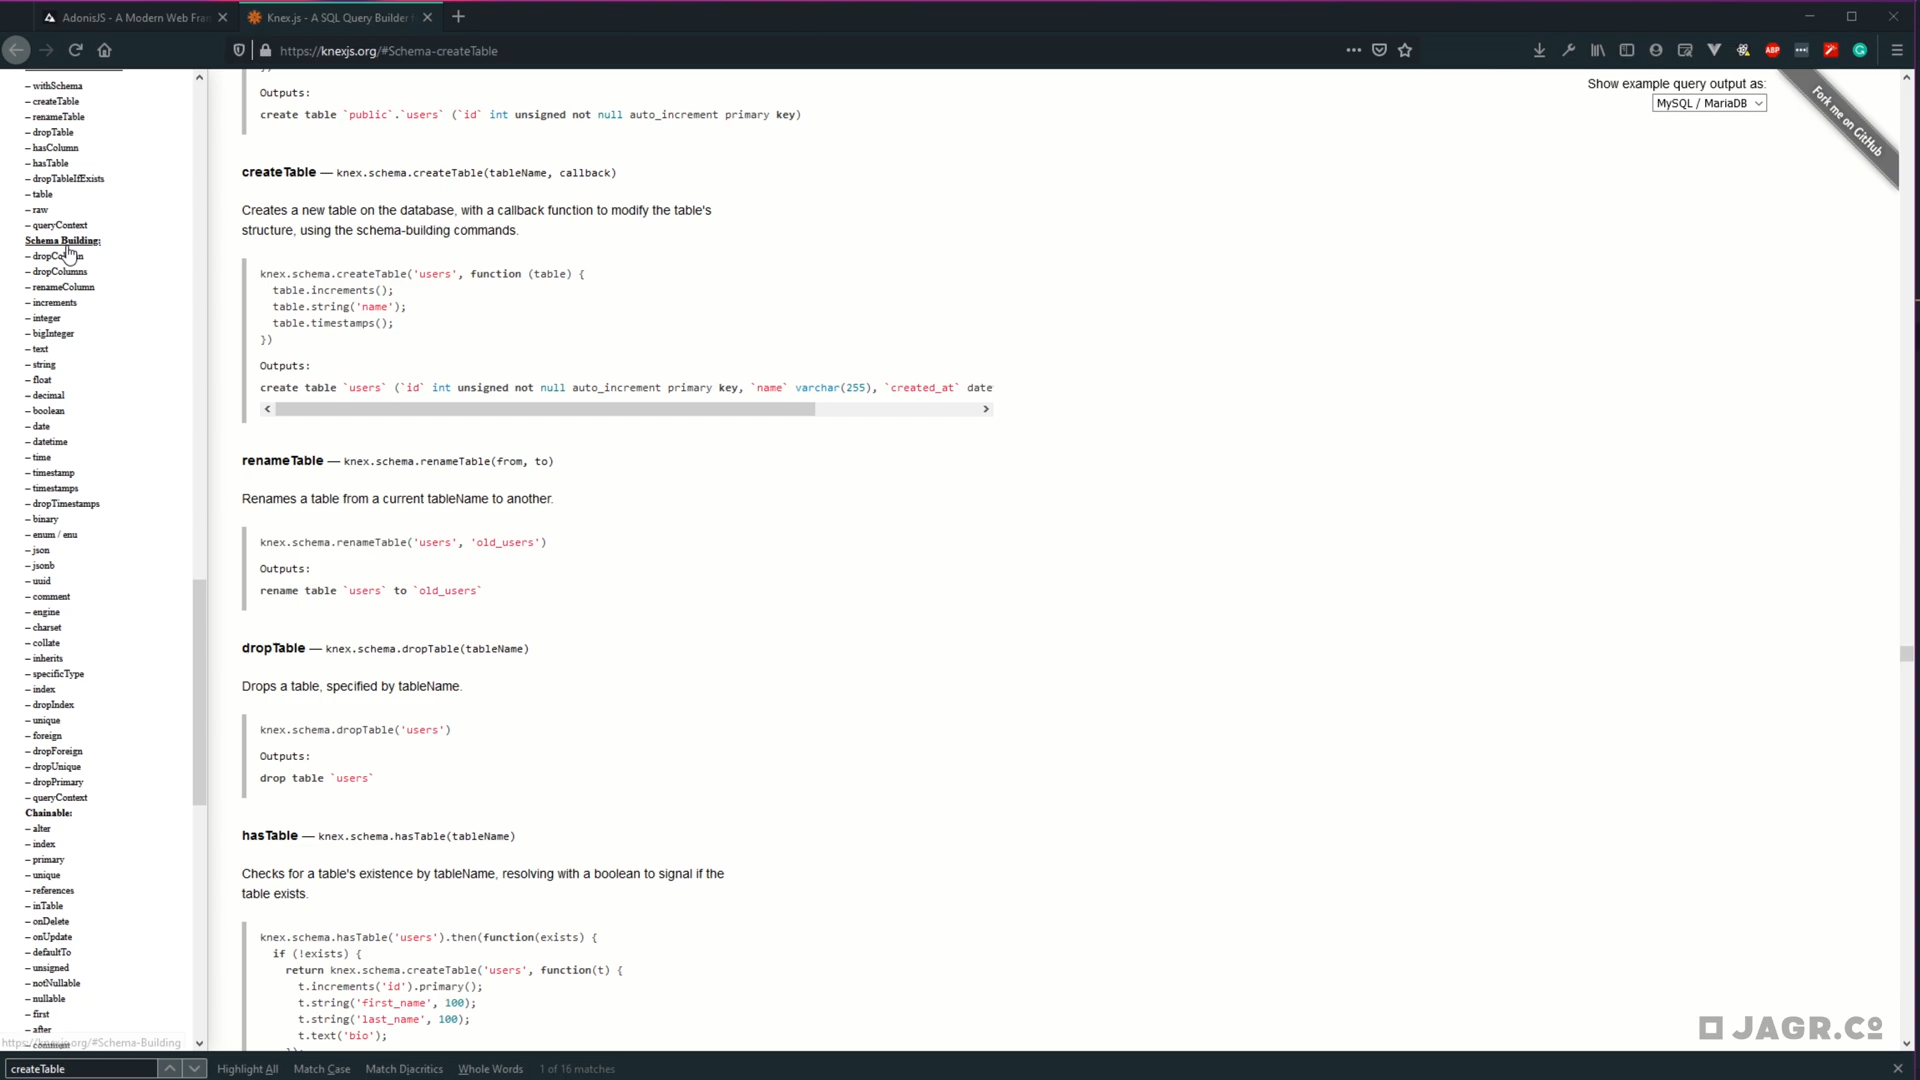 AdonisJS - A Modern Web Fran
Knex.js - A SQL Query Builder f
https://knexjs.org/#Schema-createTable
ABP
– withSchema
– createTable
– renameTable
– dropTable
– hasColumn
– hasTable
– dropTableIfExists
– table
– raw
– queryContext
Schema Building:
– dropColumn
– dropColumns
– renameColumn
– increments
– integer
– bigInteger
– text
– string
– float
– decimal
– boolean
– date
– datetime
– time
– timestamp
– timestamps
– dropTimestamps
– binary
– enum / enu
– json
– jsonb
– uuid
– comment
– engine
– charset
– collate
– inherits
– specificType
– index
– dropIndex
– unique
– foreign
– dropForeign
– dropUnique
– dropPrimary
– queryContext
Chainable:
– alter
– index
– primary
– unique
– references
– inTable
– onDelete
– onUpdate
– defaultTo
– unsigned
– notNullable
– nullable
– first
– after
– comment
https://knexjs.org/#Schema-Building
})
Outputs:
create table `public`.`users` (`id` int unsigned not null auto_increment primary key)
createTable — knex.schema.createTable(tableName, callback)
Creates a new table on the database, with a callback function to modify the table's
structure, using the schema-building commands.
knex.schema.createTable('users', function (table) {
table.increments();
table.string('name');
table.timestamps();
})
Outputs:
create table `users` (`id` int unsigned not null auto_increment primary key, `name` varchar(255), `created_at` date
renameTable — knex.schema.renameTable(from, to)
Renames a table from a current tableName to another.
knex.schema.renameTable('users', 'old_users')
Outputs:
rename table `users` to `old_users`
dropTable — knex.schema.dropTable(tableName)
Drops a table, specified by tableName.
knex.schema.dropTable('users')
Outputs:
drop table `users`
hasTable — knex.schema.hasTable(tableName)
Checks for a table's existence by tableName, resolving with a boolean to signal if the
table exists.
knex.schema.hasTable('users').then(function(exists) {
if (!exists) {
return knex.schema.createTable('users', function(t) {
t.increments('id').primary();
t.string('first_name', 100);
t.string('last_name', 100);
t.text('bio');
});
Show example query output as:
MySQL / MariaDB
Fork me on GitHub
JAGR.CO
createTable
Highlight All
Match Case
Match Diacritics
Whole Words
1 of 16 matches